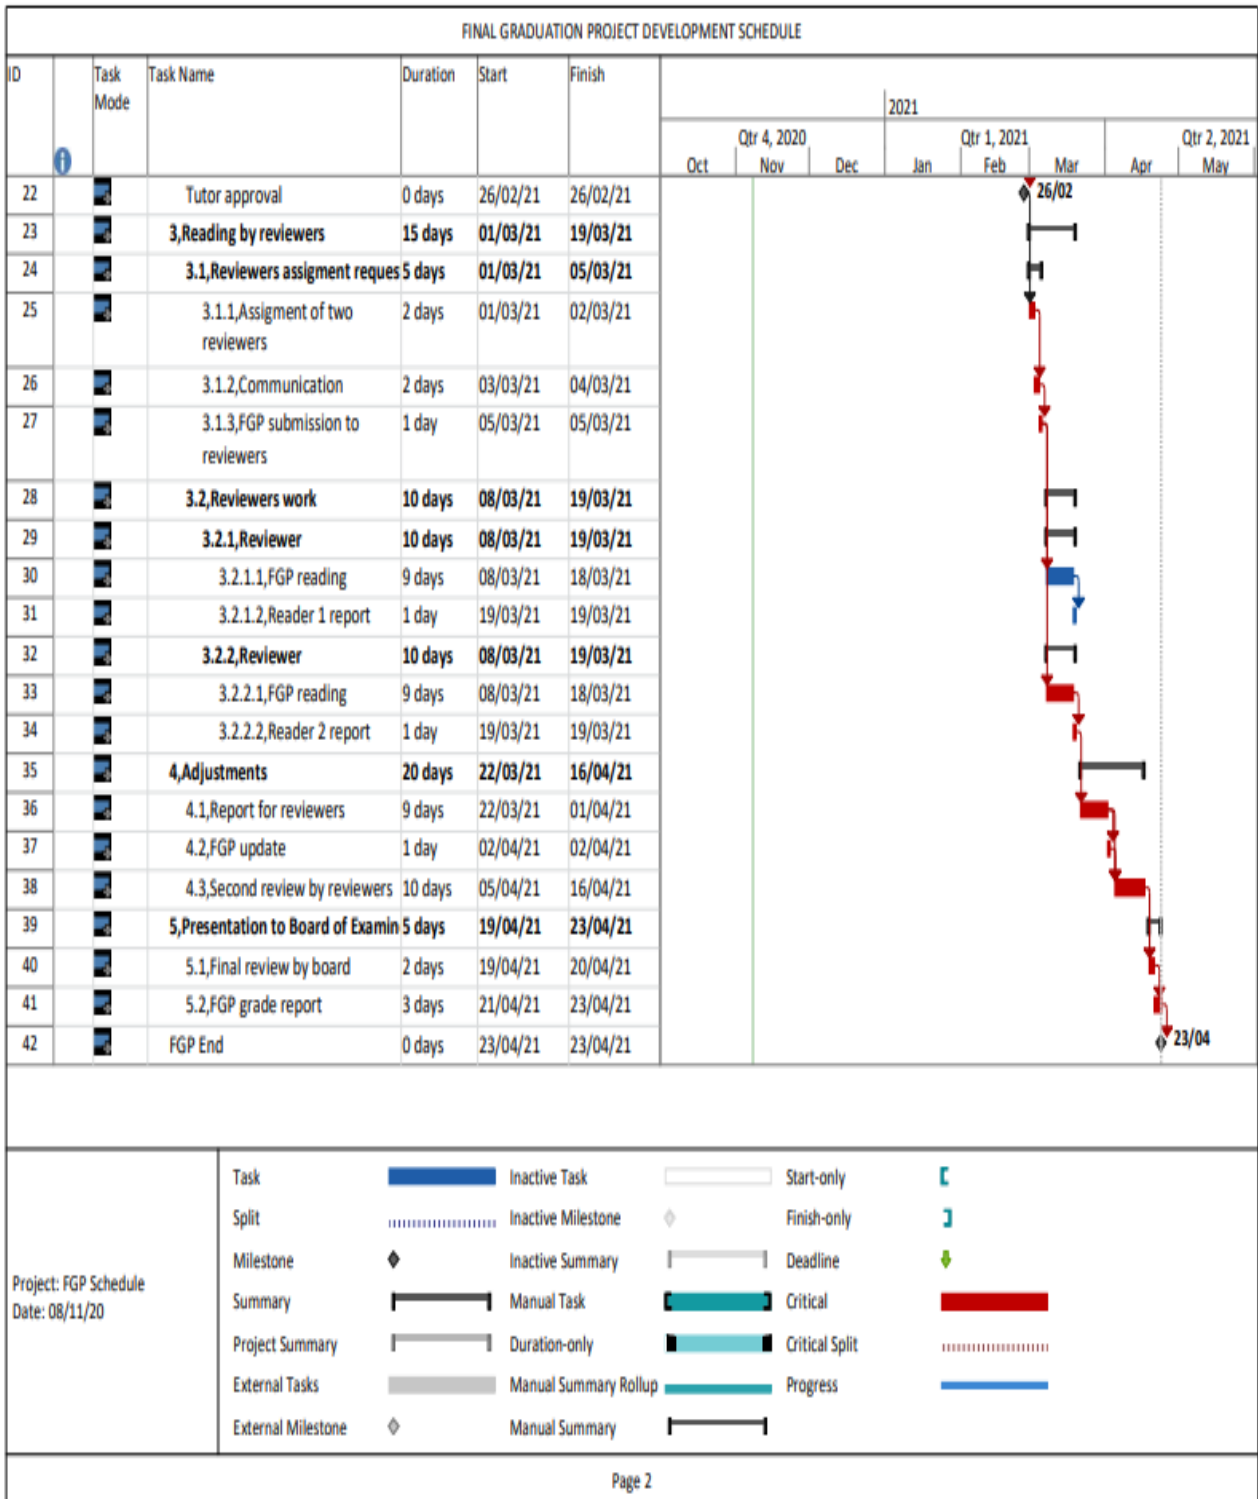 FINAL GRADUATION PROJECT DEVELOPMENT SCHEDULE
ID Task Mode Task Name Duration Start Finish
2021
Qtr 4, 2020 Qtr 1, 2021 Qtr 2, 2021
Oct Nov Dec Jan Feb Mar Apr May
22 Tutor approval 0 days 26/02/21 26/02/21 26/02
23 3,Reading by reviewers 15 days 01/03/21 19/03/21
24 3.1,Reviewers assigment reques 5 days 01/03/21 05/03/21
25 3.1.1,Assigment of two 2 days 01/03/21 02/03/21
reviewers
26 3.1.2,Communication 2 days 03/03/21 04/03/21
27 3.1.3,FGP submission to 1 day 05/03/21 05/03/21
reviewers
28 3.2,Reviewers work 10 days 08/03/21 19/03/21
29 3.2.1,Reviewer 10 days 08/03/21 19/03/21
30 3.2.1.1,FGP reading 9 days 08/03/21 18/03/21
31 3.2.1.2,Reader 1 report 1 day 19/03/21 19/03/21
32 3.2.2,Reviewer 10 days 08/03/21 19/03/21
33 3.2.2.1,FGP reading 9 days 08/03/21 18/03/21
34 3.2.2.2,Reader 2 report 1 day 19/03/21 19/03/21
35 4,Adjustments 20 days 22/03/21 16/04/21
36 4.1,Report for reviewers 9 days 22/03/21 01/04/21
37 4.2,FGP update 1 day 02/04/21 02/04/21
38 4.3,Second review by reviewers 10 days 05/04/21 16/04/21
39 5,Presentation to Board of Examin 5 days 19/04/21 23/04/21
40 5.1,Final review by board 2 days 19/04/21 20/04/21
41 5.2,FGP grade report 3 days 21/04/21 23/04/21
42 FGP End 0 days 23/04/21 23/04/21 23/04
Project: FGP Schedule
Date: 08/11/20
Task Inactive Task Start-only
Split Inactive Milestone Finish-only
Milestone Inactive Summary Deadline
Summary Manual Task Critical
Project Summary Duration-only Critical Split
External Tasks Manual Summary Rollup Progress
External Milestone Manual Summary
Page 2